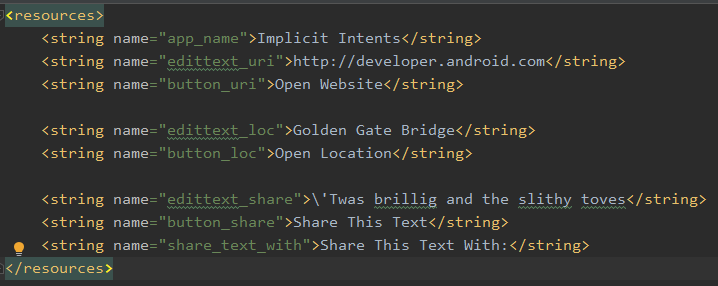 <resources>
<string name="app_name">Implicit Intents</string>
<string name="edittext_uri">http://developer.android.com</string>
<string name="button_uri">Open Website</string>
<string name="edittext_loc">Golden Gate Bridge</string>
<string name="button_loc">Open Location</string>
<string name="edittext_share">\'Twas brillig and the slithy toves</string>
<string name="button_share">Share This Text</string>
<string name="share_text_with">Share This Text With:</string>
</resources>